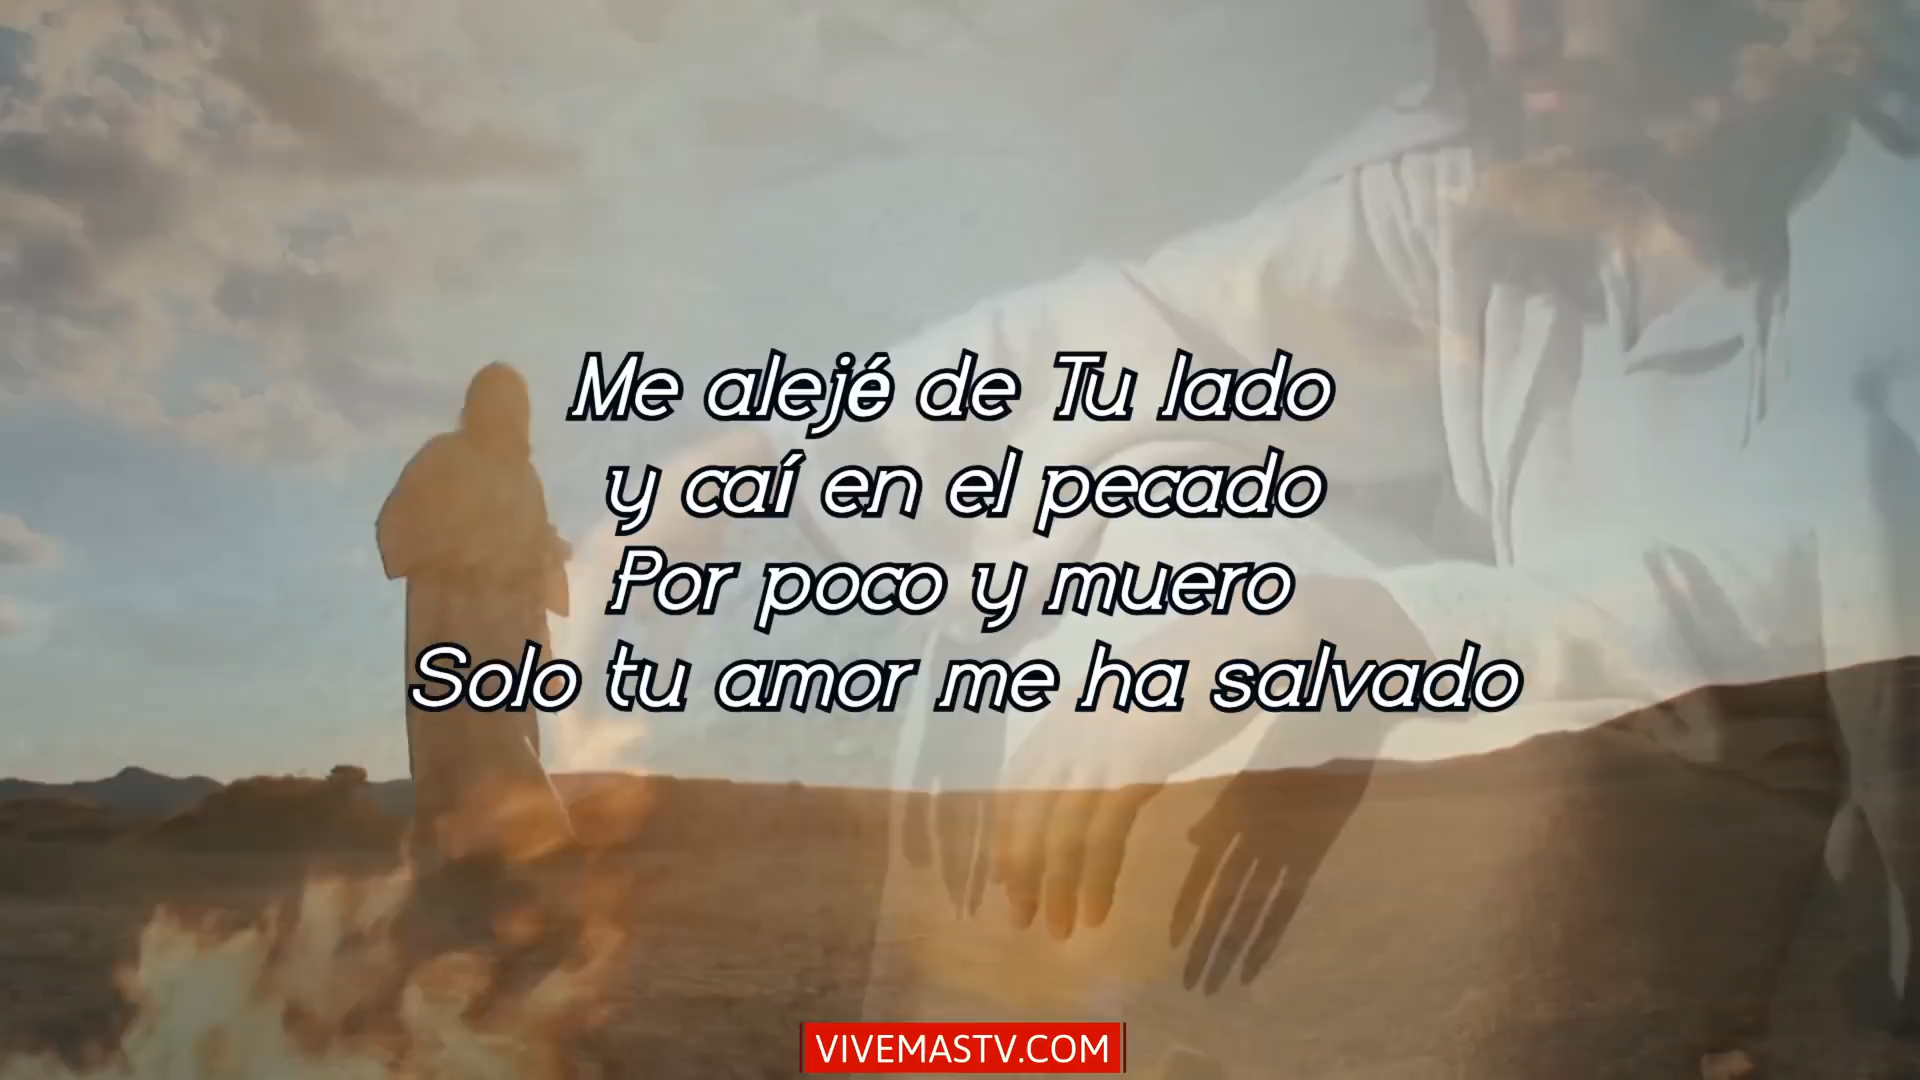 Me alejé de Tu lado
y caí en el pecado
Por poco y muero
Solo tu amor me ha salvado
VIVEMASTV.COM